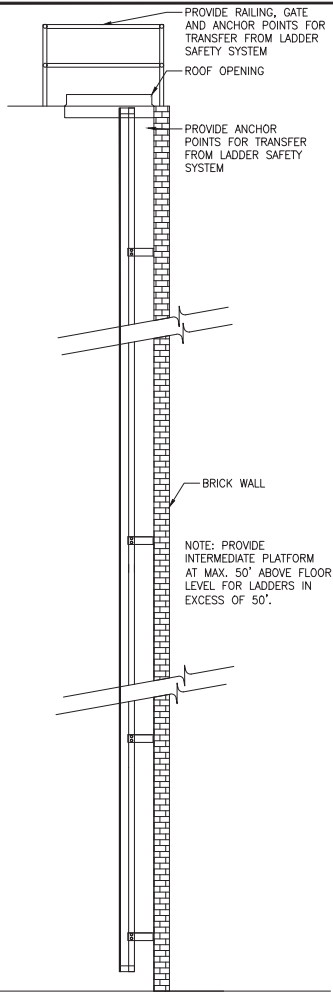 PROVIDE RAILING, GATE
AND ANCHOR POINTS FOR
TRANSFER FROM LADDER
SAFETY SYSTEM
ROOF OPENING
PROVIDE ANCHOR
POINTS FOR TRANSFER
FROM LADDER SAFETY
SYSTEM
BRICK WALL
NOTE: PROVIDE
INTERMEDIATE PLATFORM
AT MAX. 50' ABOVE FLOOR
LEVEL FOR LADDERS IN
EXCESS OF 50'.